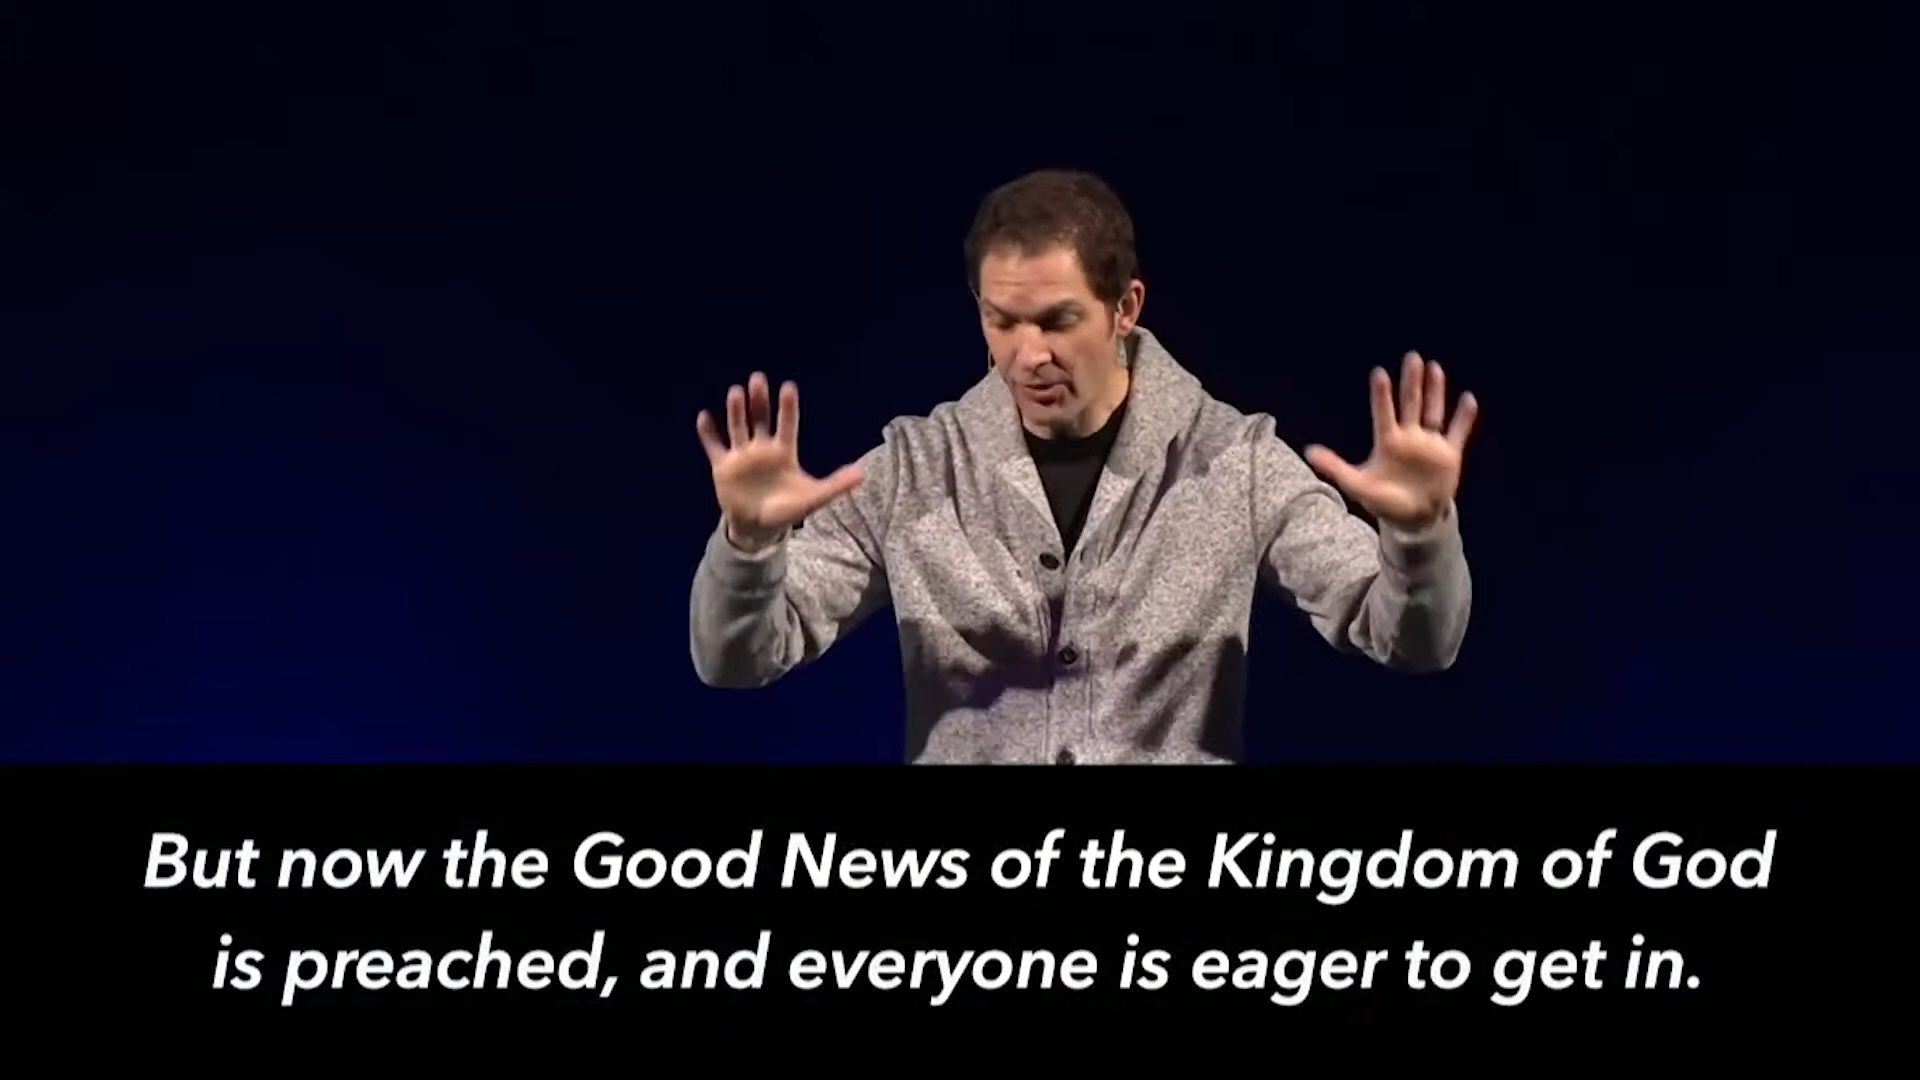 But now the Good News of the Kingdom of God
is preached, and everyone is eager to get in.